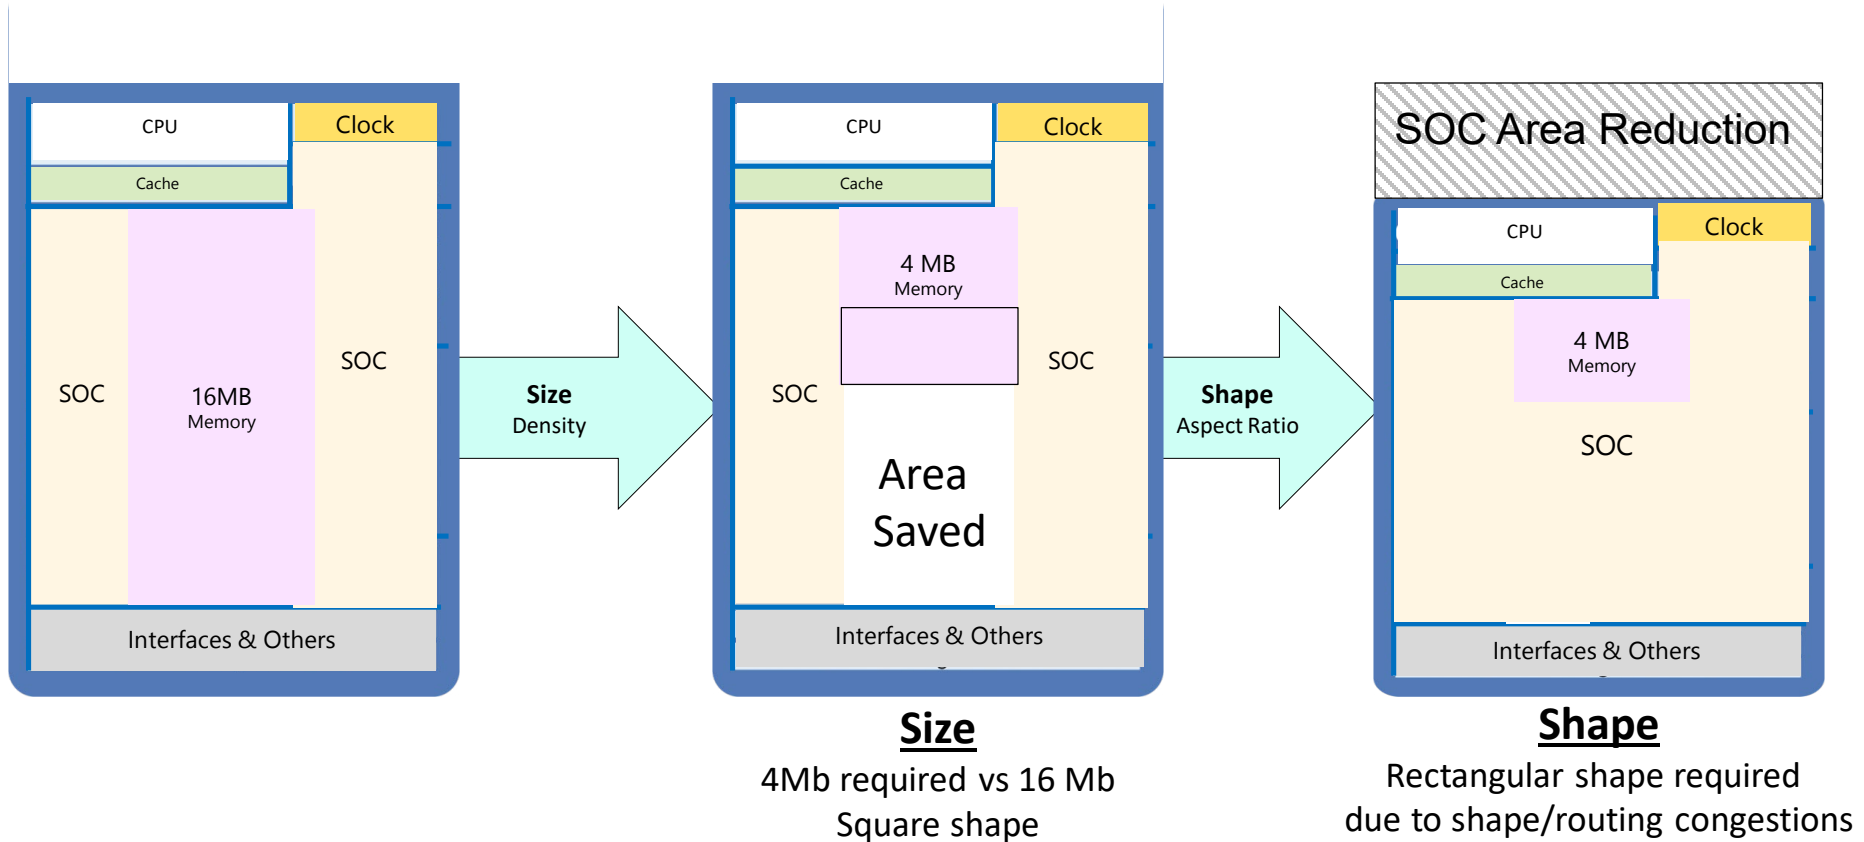 CPU
Clock
Cache
SOC
16MB
Memory
SOC
Interfaces & Others
Size
Density
CPU
Clock
Cache
4 MB
Memory
SOC
SOC
Area
Saved
Interfaces & Others
Size
4Mb required vs 16 Mb
Square shape
Shape
Aspect Ratio
SOC Area Reduction
CPU
Clock
Cache
4 MB
Memory
SOC
Interfaces & Others
Shape
Rectangular shape required
due to shape/routing congestions